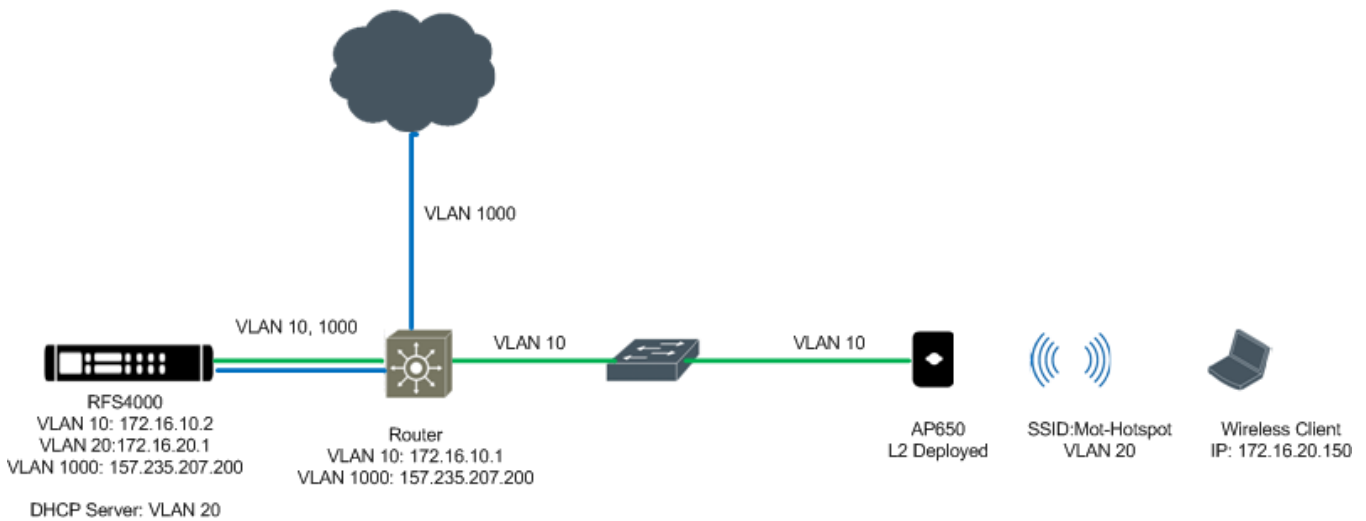 VLAN 1000
VLAN 10, 1000
VLAN 10
VLAN 10
RFS4000
VLAN 10: 172.16.10.2
VLAN 20:172.16.20.1
VLAN 1000: 157.235.207.200
DHCP Server: VLAN 20
Router
VLAN 10: 172.16.10.1
VLAN 1000: 157.235.207.200
AP650
L2 Deployed
SSID:Mot-Hotspot
VLAN 20
Wireless Client
IP: 172.16.20.150